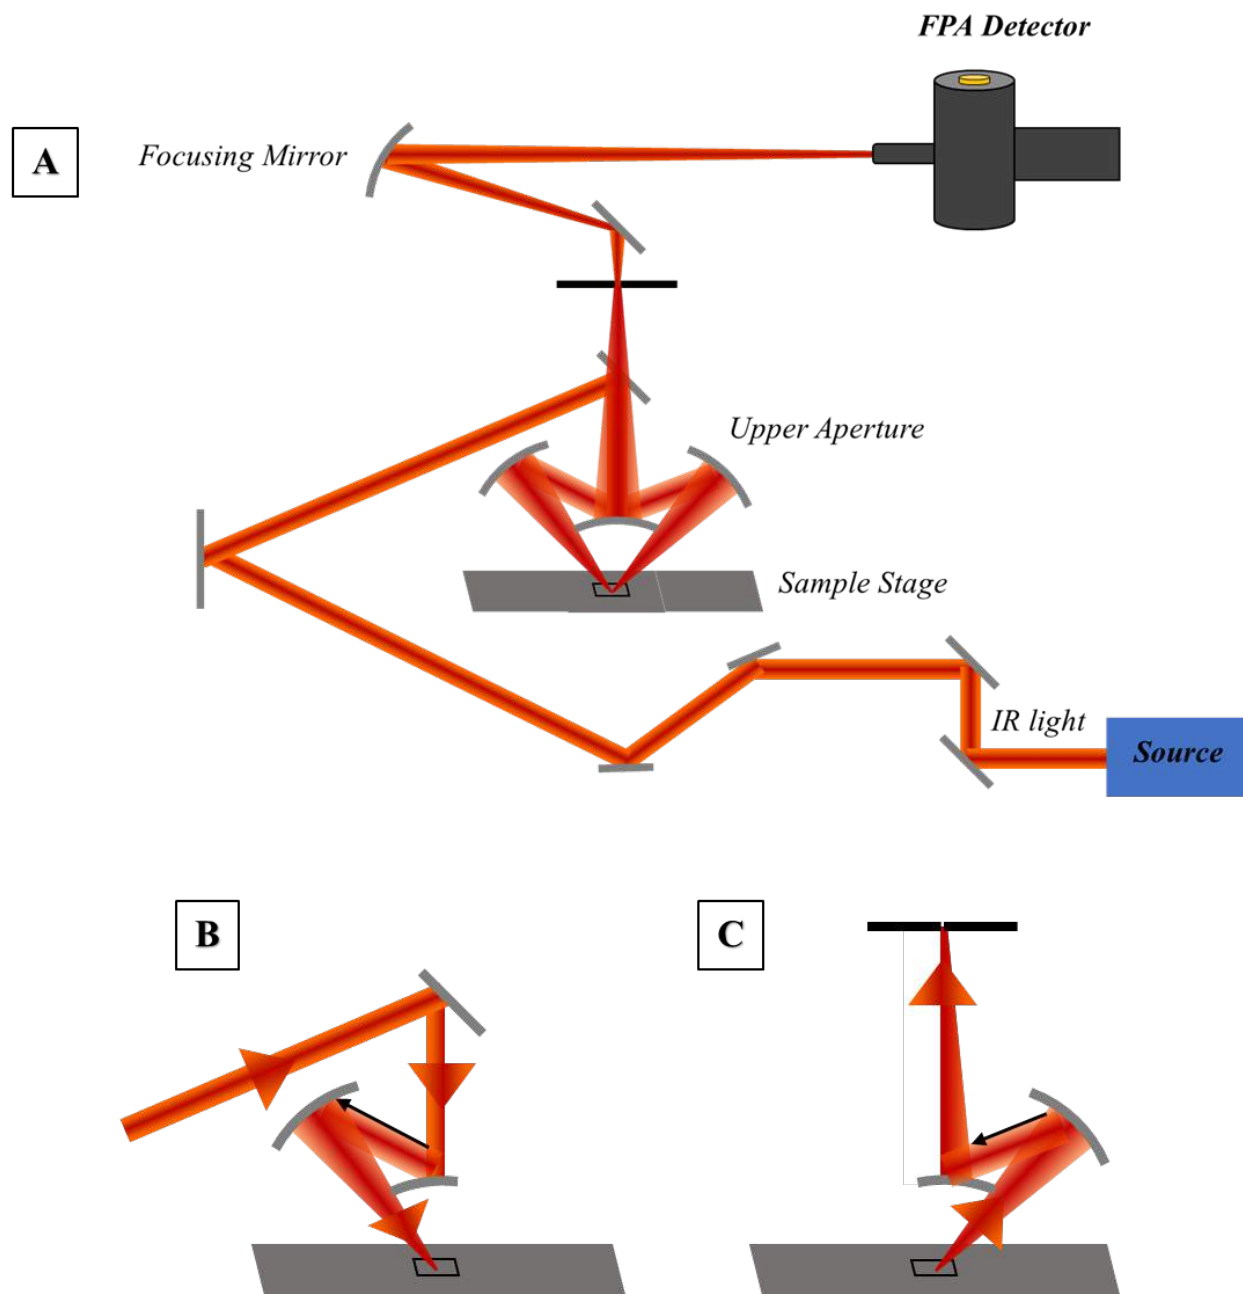 FPA Detector
A
Focusing Mirror
Upper Aperture
Sample Stage
IR light
Source
B
C